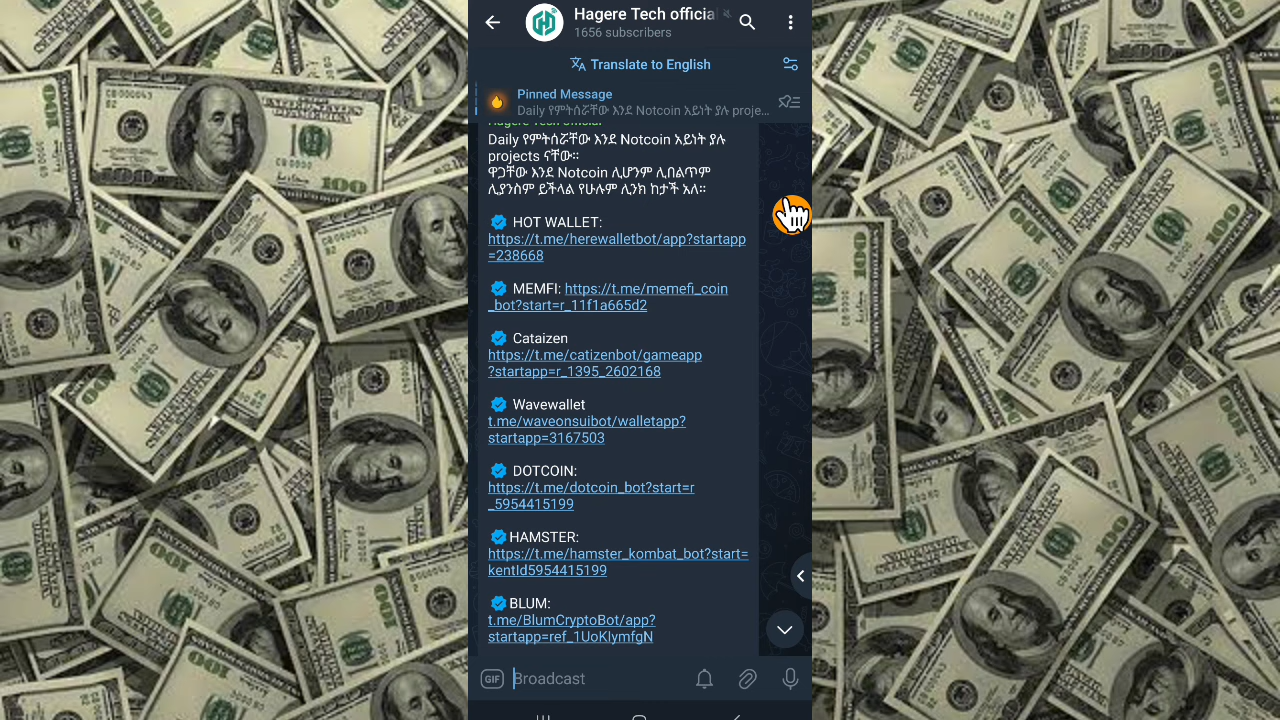 Hagere Tech official
1656 subscribers
Translate to English
Pinned Message
Daily የምትሰሯቸው እንደ Notcoin አይነት ያሉ proje...
Daily የምትሰሯቸው እንደ Notcoin አይነት ያሉ
projects ናቸው።
ዋጋቸው እንደ Notcoin ሊሆንም ሊበልጥም
ሊያንስም ይችላል የሁሉም ሊንክ ከታች አለ።
HOT WALLET:
https://t.me/herewalletbot/app?startapp
=238668
MEMFI: https://t.me/memefi_coin
_bot?start=r_11f1a665d2
Cataizen
https://t.me/catizenbot/gameapp
?startapp=r_1395_2602168
Wavewallet
t.me/waveonsuibot/walletapp?
startapp=3167503
DOTCOIN:
https://t.me/dotcoin_bot?start=r
_5954415199
HAMSTER:
https://t.me/hamster_kombat_bot?start=
kentId5954415199
BLUM:
t.me/BlumCryptoBot/app?
startapp=ref_1UoKIymfgN
GIF
Broadcast